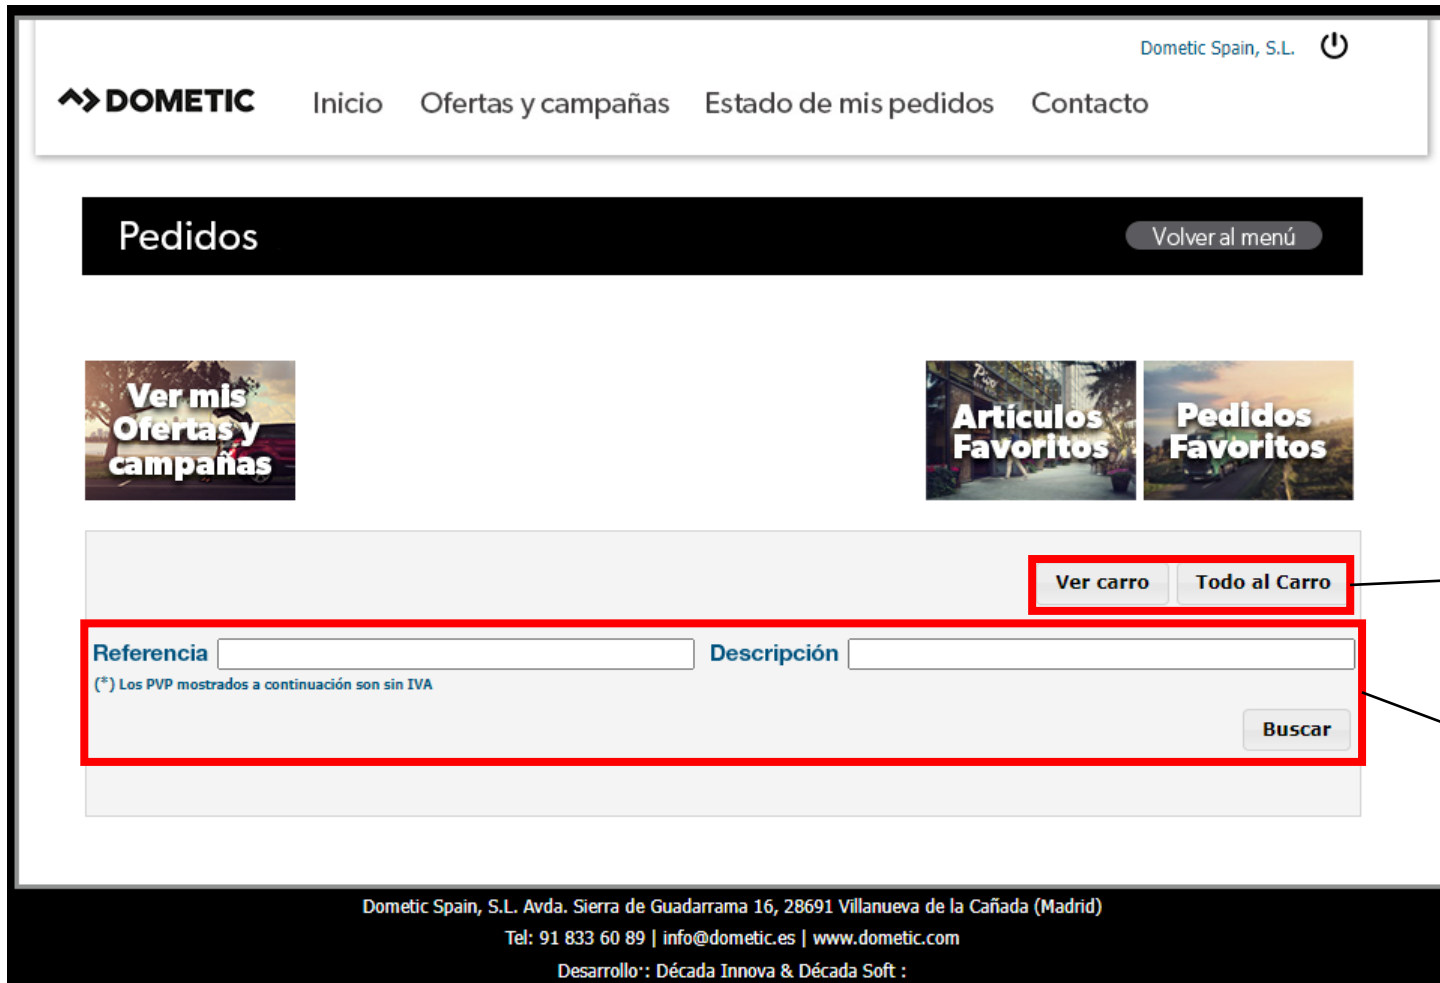 Dometic Spain, S.L.
DOMETIC Inicio Ofertas y campañas Estado de mis pedidos Contacto
Pedidos Volver al menú
Ver mis
Ofertas y
campañas
Artículos
Favoritos
Pedidos
Favoritos
Ver carro Todo al Carro
Referencia Descripción
(*) Los PVP mostrados a continuación son sin IVA
Buscar
Dometic Spain, S.L. Avda. Sierra de Guadarrama 16, 28691 Villanueva de la Cañada (Madrid)
Tel: 91 833 60 89 | info@dometic.es | www.dometic.com
Desarrollo·: Década Innova & Década Soft :